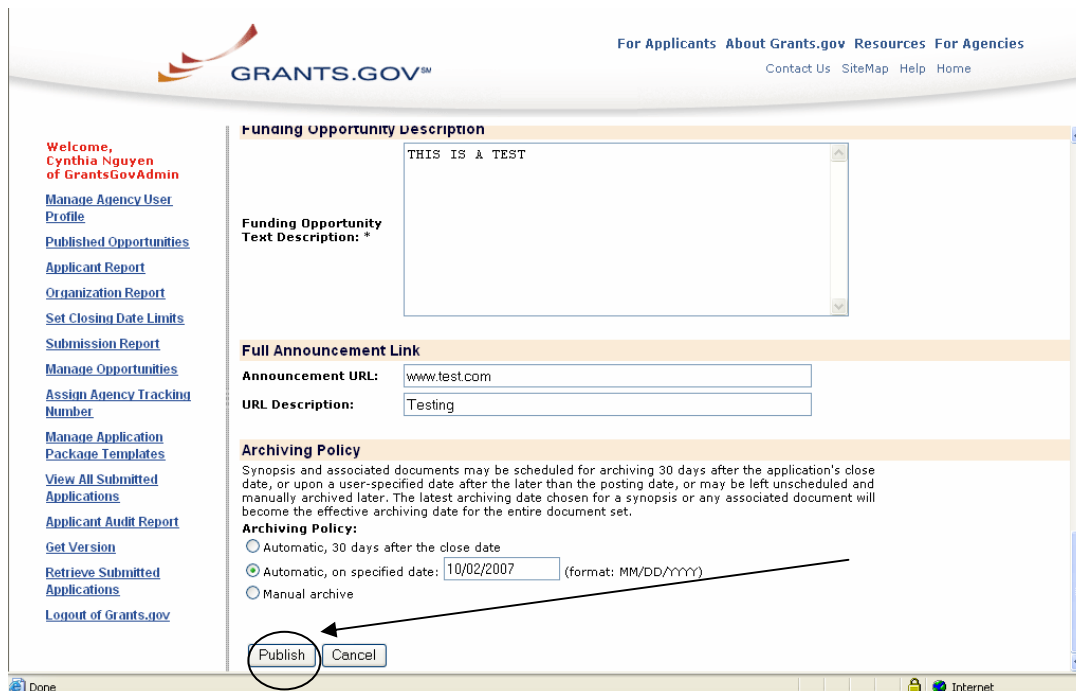 For Applicants About Grants.gov Resources For Agencies
GRANTS.GOV℠
Contact Us SiteMap Help Home
Welcome,
Cynthia Nguyen
of GrantsGovAdmin
Manage Agency User
Profile
Published Opportunities
Applicant Report
Organization Report
Set Closing Date Limits
Submission Report
Manage Opportunities
Assign Agency Tracking
Number
Manage Application
Package Templates
View All Submitted
Applications
Applicant Audit Report
Get Version
Retrieve Submitted
Applications
Logout of Grants.gov
Funding Opportunity Description
THIS IS A TEST
Funding Opportunity
Text Description: *
Full Announcement Link
Announcement URL: www.test.com
URL Description: Testing
Archiving Policy
Synopsis and associated documents may be scheduled for archiving 30 days after the application's close
date, or upon a user-specified date after the later than the posting date, or may be left unscheduled and
manually archived later. The latest archiving date chosen for a synopsis or any associated document will
become the effective archiving date for the entire document set.
Archiving Policy:
Automatic, 30 days after the close date
Automatic, on specified date: 10/02/2007 (format: MM/DD/YYYY)
Manual archive
Publish Cancel
Done Internet